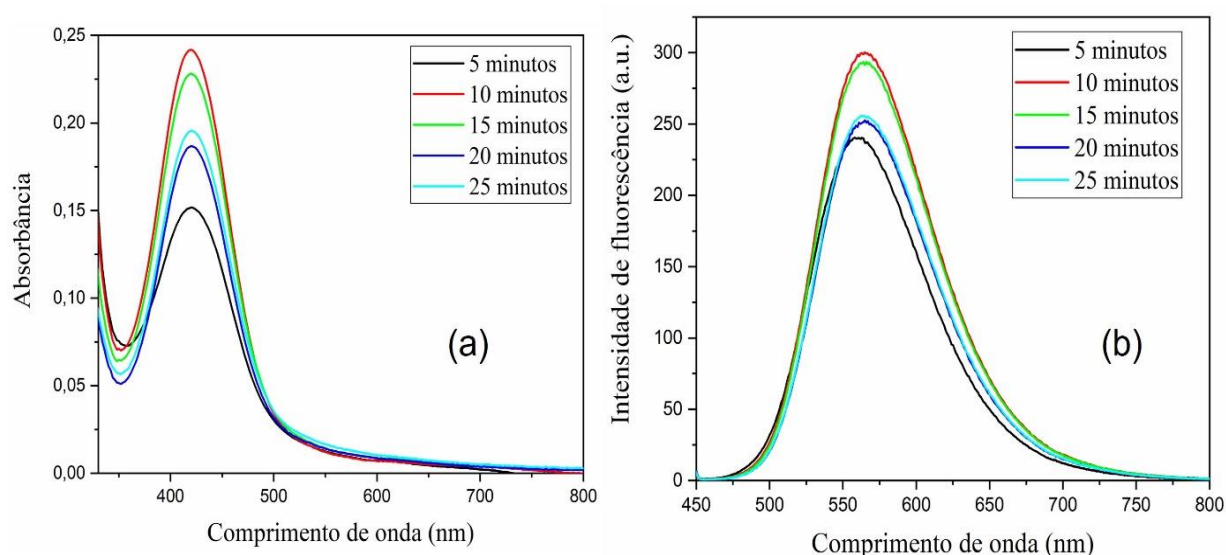 0,25
0,20
0,15
0,10
0,05
0,00
Absorbância
400
500
600
700
800
Comprimento de onda (nm)
5 minutos
10 minutos
15 minutos
20 minutos
25 minutos
(a)
300
250
200
150
100
50
0
Intensidade de fluorescência (a.u.)
450
500
550
600
650
700
750
800
Comprimento de onda (nm)
5 minutos
10 minutos
15 minutos
20 minutos
25 minutos
(b)